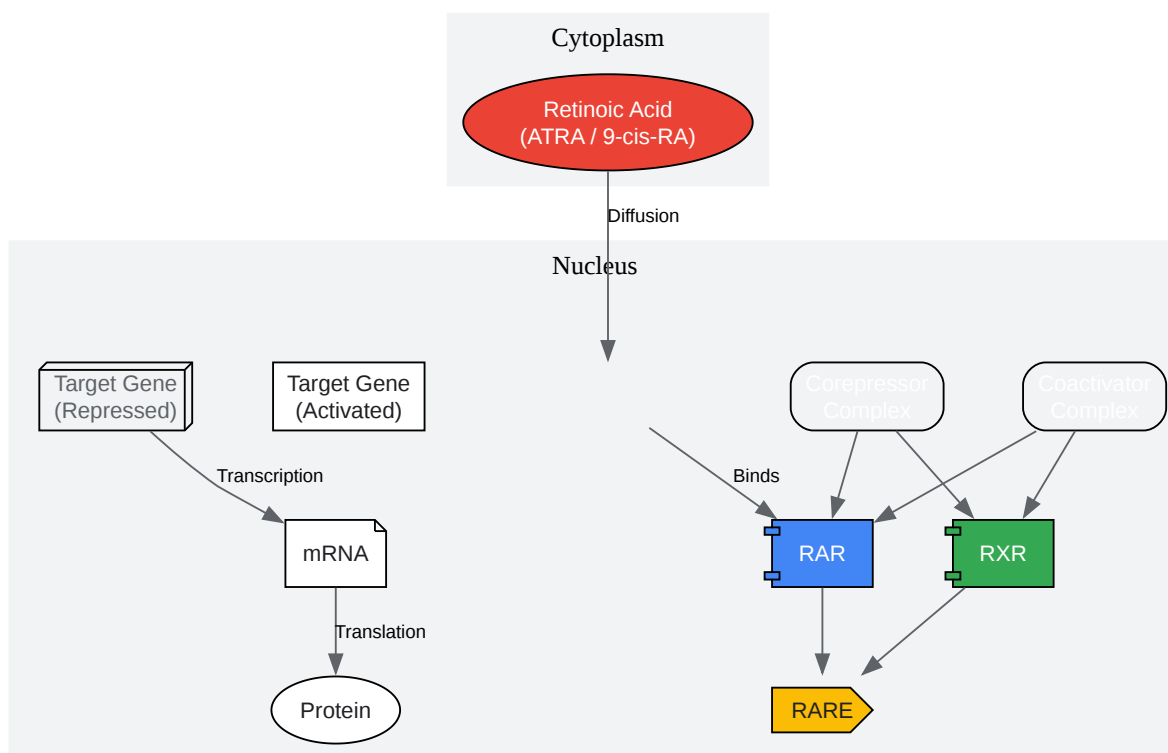 Cytoplasm
Retinoic Acid
(ATRA / 9-cis-RA)
Diffusion
Nucleus
Target Gene
(Repressed)
Target Gene
(Activated)
Corepressor
Complex
Coactivator
Complex
Transcription
Binds
mRNA
RAR
RXR
Translation
Protein
RARE